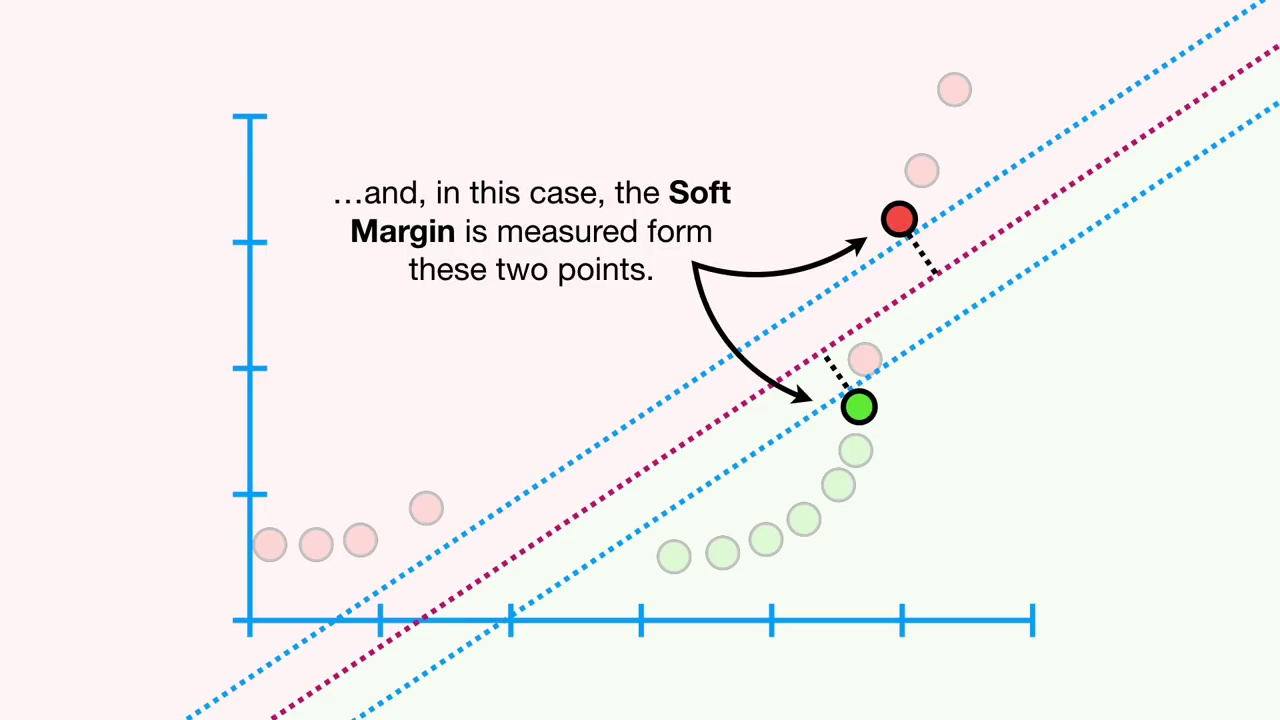 …and, in this case, the Soft
Margin is measured form
these two points.